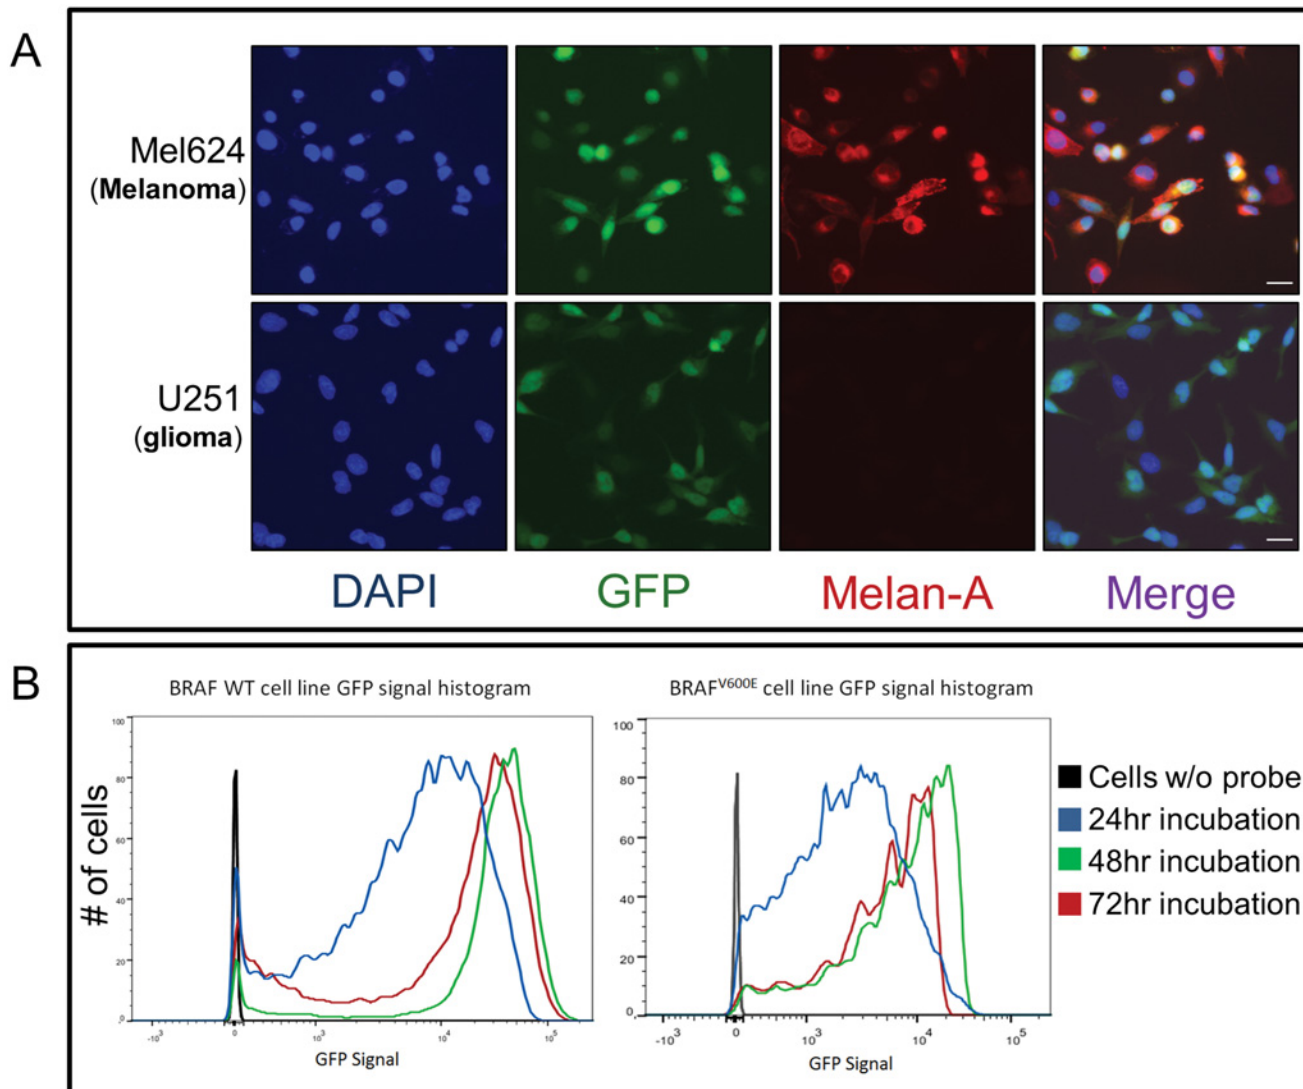 A
Mel624
(Melanoma)
U251
(glioma)
DAPI
GFP
Melan-A
Merge
B
BRAF WT cell line GFP signal histogram
# of cells
100
80
60
40
20
0
-10³
0
10³
10⁴
10⁵
GFP Signal
BRAFⱽ⁶⁰⁰ᴱ cell line GFP signal histogram
100
80
60
40
20
0
-10³
0
10³
10⁴
10⁵
GFP Signal
Cells w/o probe
24hr incubation
48hr incubation
72hr incubation